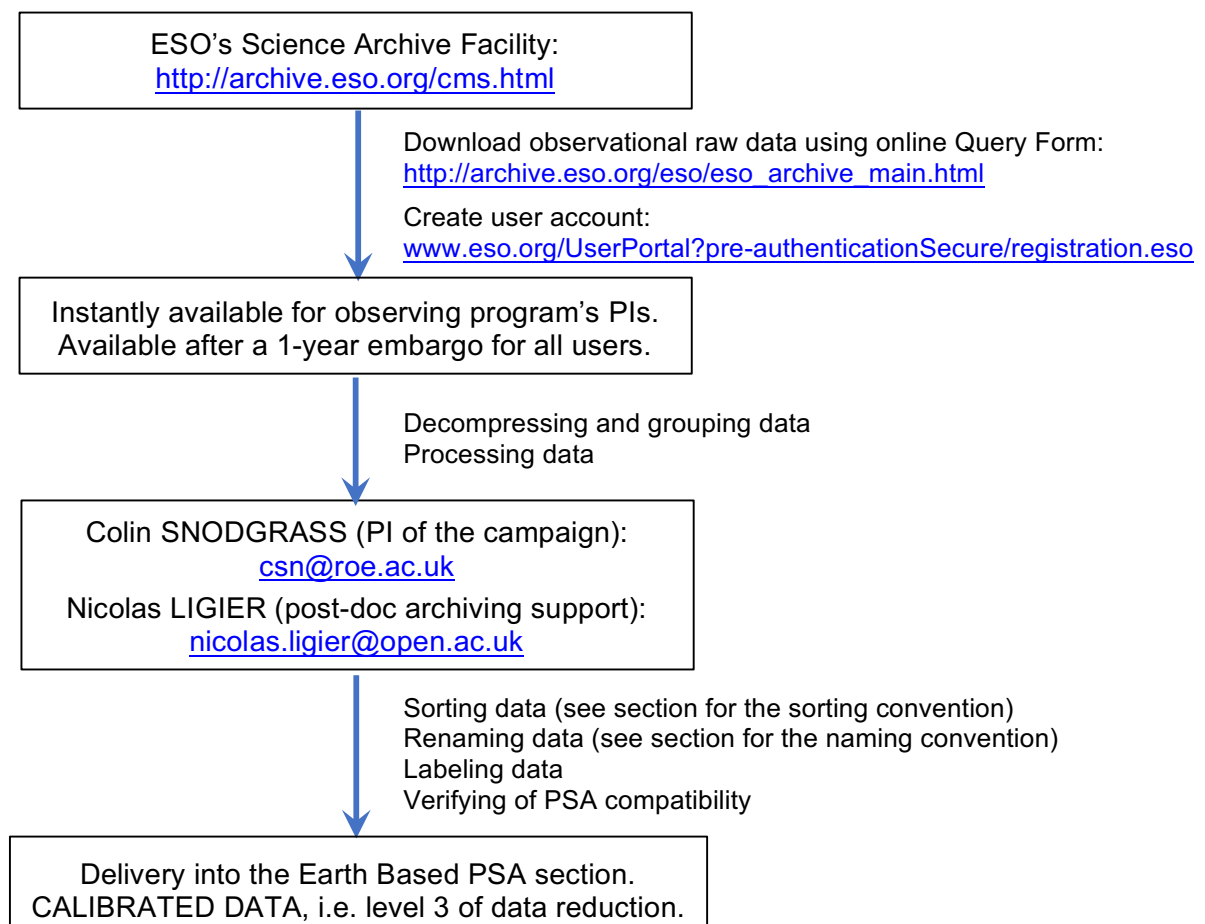 ESO’s Science Archive Facility:
http://archive.eso.org/cms.html
Download observational raw data using online Query Form:
http://archive.eso.org/eso/eso_archive_main.html
Create user account:
www.eso.org/UserPortal?pre-authenticationSecure/registration.eso
Instantly available for observing program’s PIs.
Available after a 1-year embargo for all users.
Decompressing and grouping data
Processing data
Colin SNODGRASS (PI of the campaign):
csn@roe.ac.uk
Nicolas LIGIER (post-doc archiving support):
nicolas.ligier@open.ac.uk
Sorting data (see section for the sorting convention)
Renaming data (see section for the naming convention)
Labeling data
Verifying of PSA compatibility
Delivery into the Earth Based PSA section.
CALIBRATED DATA, i.e. level 3 of data reduction.